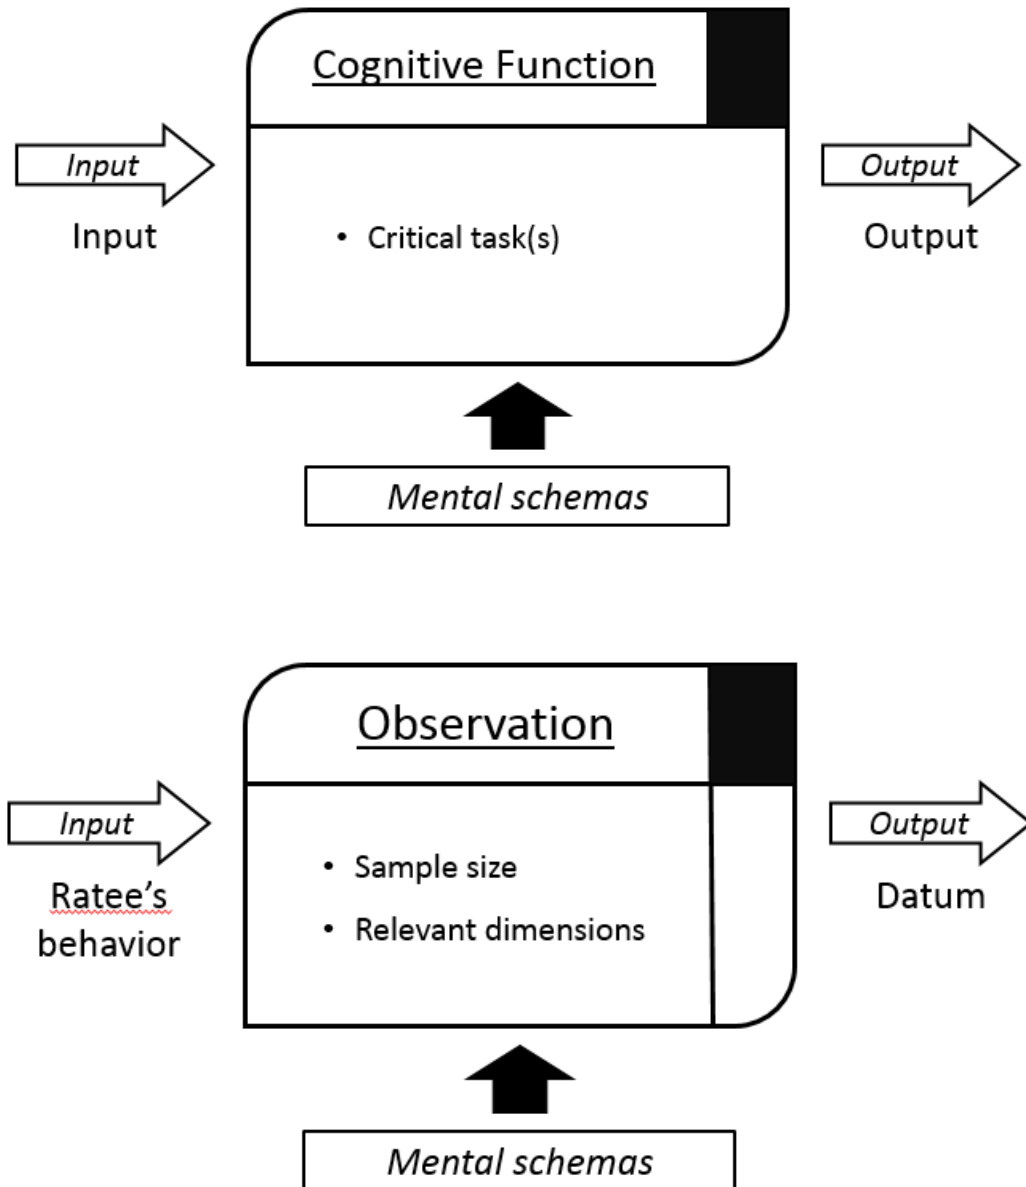 Cognitive Function
Input
Output
Input
Output
• Critical task(s)
Mental schemas
Observation
Input
Output
• Sample size
Ratee's
behavior
Datum
• Relevant dimensions
Mental schemas